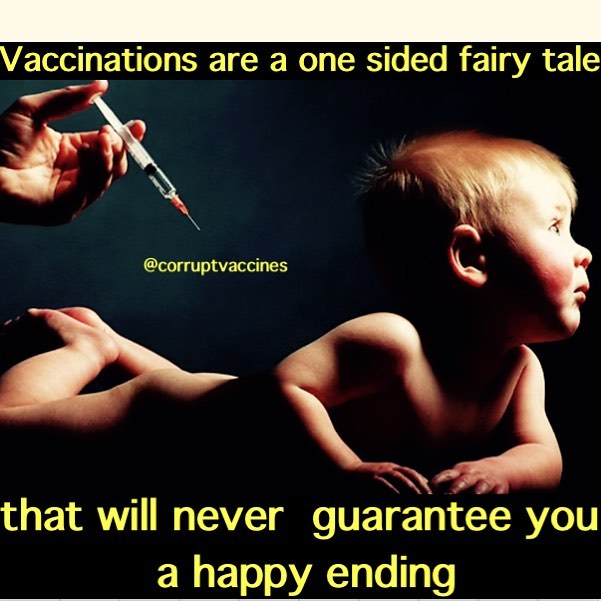 Vaccinations are a one sided fairy tale
@corruptvaccines
that will never guarantee you
a happy ending